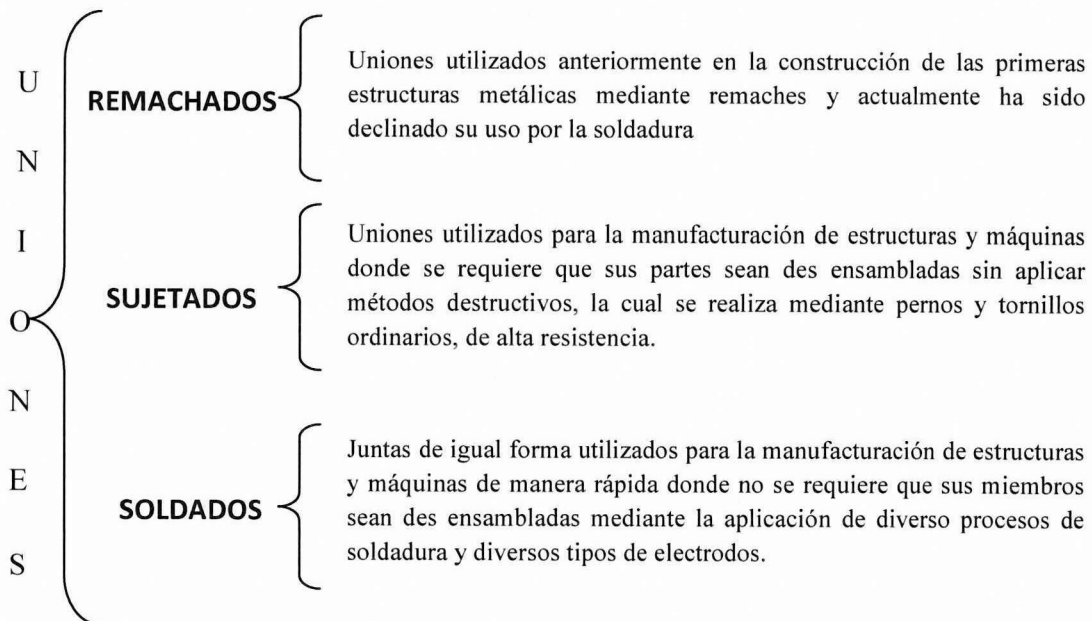 UNIONES
REMACHADOS
Uniones utilizados anteriormente en la construcción de las primeras
estructuras metálicas mediante remaches y actualmente ha sido
declinado su uso por la soldadura
SUJETADOS
Uniones utilizados para la manufacturación de estructuras y máquinas
donde se requiere que sus partes sean des ensambladas sin aplicar
métodos destructivos, la cual se realiza mediante pernos y tornillos
ordinarios, de alta resistencia.
SOLDADOS
Juntas de igual forma utilizados para la manufacturación de estructuras
y máquinas de manera rápida donde no se requiere que sus miembros
sean des ensambladas mediante la aplicación de diverso procesos de
soldadura y diversos tipos de electrodos.